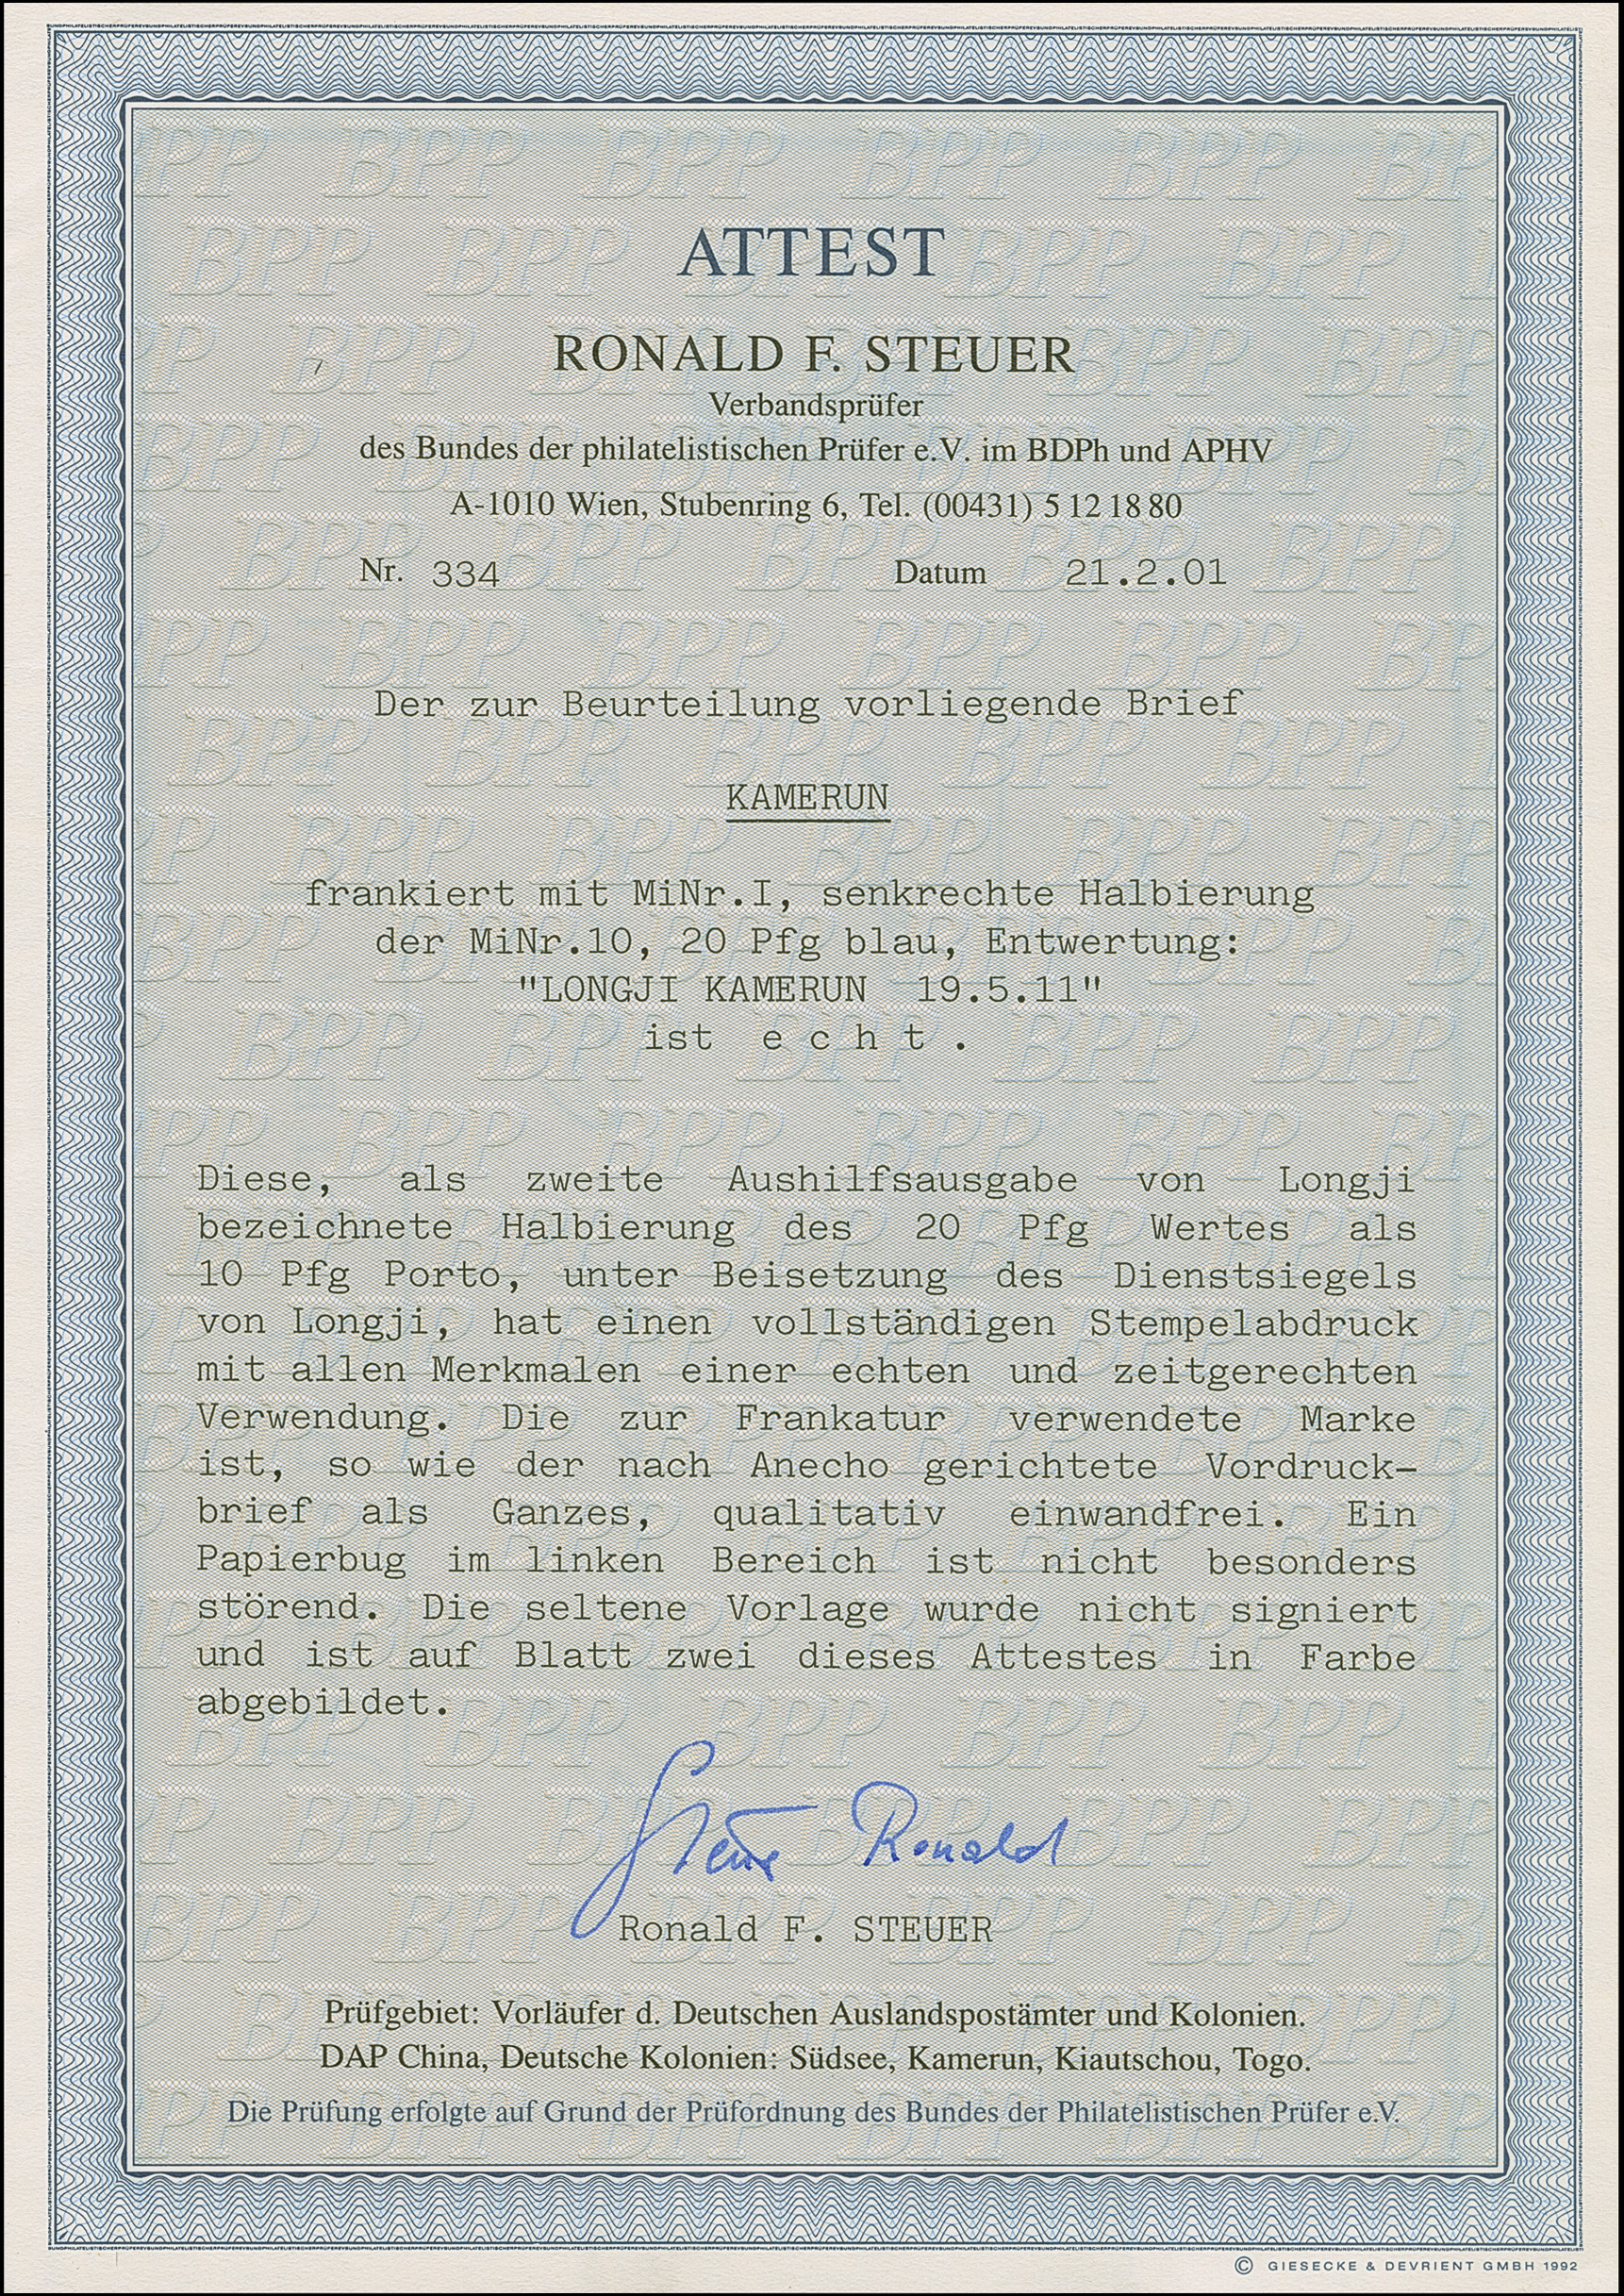 ATTEST
RONALD F. STEUER
Verbandsprüfer
des Bundes der philatelistischen Prüfer e.V. im BDPh und APHV
A-1010 Wien, Stubenring 6, Tel. (00431) 5 12 18 80
Nr. 334 Datum 21.2.01
Der zur Beurteilung vorliegende Brief
KAMERUN
frankiert mit MiNr.I, senkrechte Halbierung
der MiNr.10, 20 Pfg blau, Entwertung:
"LONGJI KAMERUN 19.5.11"
ist e c h t .
Diese, als zweite Aushilfsausgabe von Longji
bezeichnete Halbierung des 20 Pfg Wertes als
10 Pfg Porto, unter Beisetzung des Dienstsiegels
von Longji, hat einen vollständigen Stempelabdruck
mit allen Merkmalen einer echten und zeitgerechten
Verwendung. Die zur Frankatur verwendete Marke
ist, so wie der nach Anecho gerichtete Vordruck-
brief als Ganzes, qualitativ einwandfrei. Ein
Papierbug im linken Bereich ist nicht besonders
störend. Die seltene Vorlage wurde nicht signiert
und ist auf Blatt zwei dieses Attestes in Farbe
abgebildet.
Steuer Ronald
Ronald F. STEUER
Prüfgebiet: Vorläufer d. Deutschen Auslandspostämter und Kolonien.
DAP China, Deutsche Kolonien: Südsee, Kamerun, Kiautschou, Togo.
Die Prüfung erfolgte auf Grund der Prüfordnung des Bundes der Philatelistischen Prüfer e.V.
© GIESECKE & DEVRIENT GMBH 1992